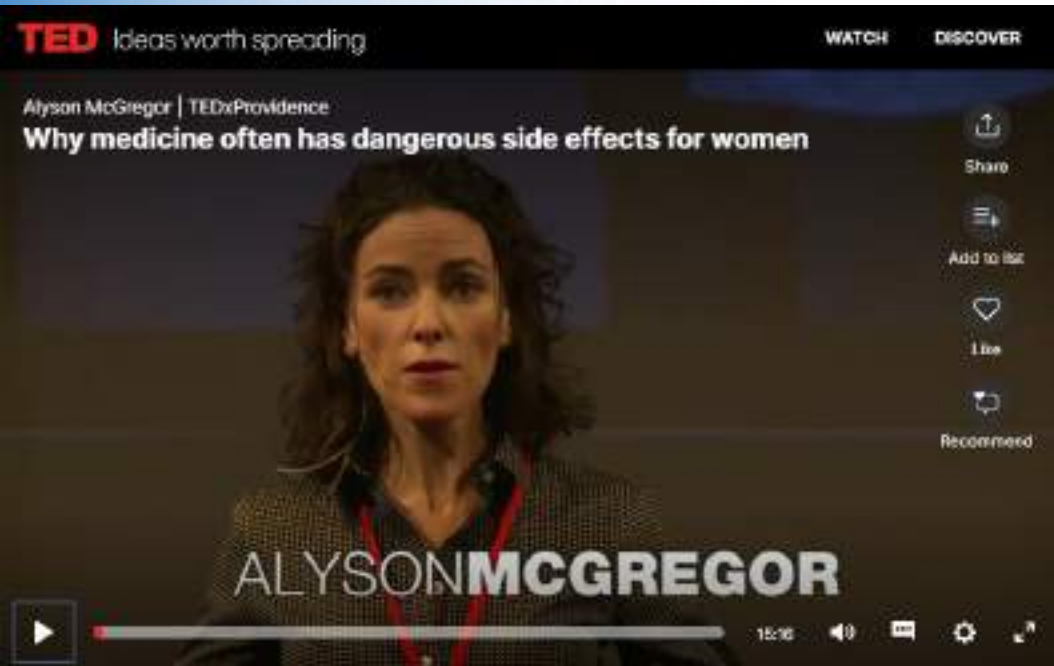 TED Ideas worth spreading
WATCH DISCOVER
Alyson McGregor | TEDxProvidence
Why medicine often has dangerous side effects for women
Share
Add to list
Like
Recommend
ALYSONMCGREGOR
15:16